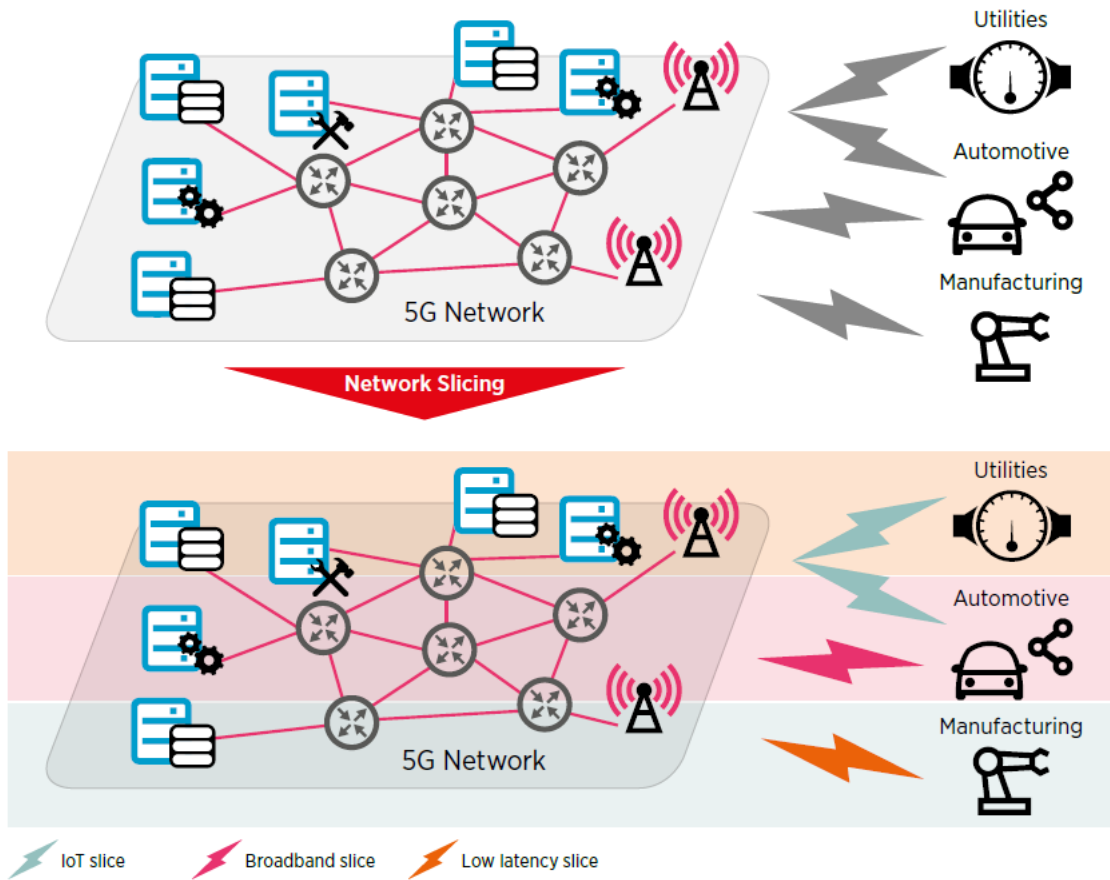 Utilities
Automotive
Manufacturing
5G Network
Network Slicing
Utilities
Automotive
Manufacturing
5G Network
IoT slice
Broadband slice
Low latency slice